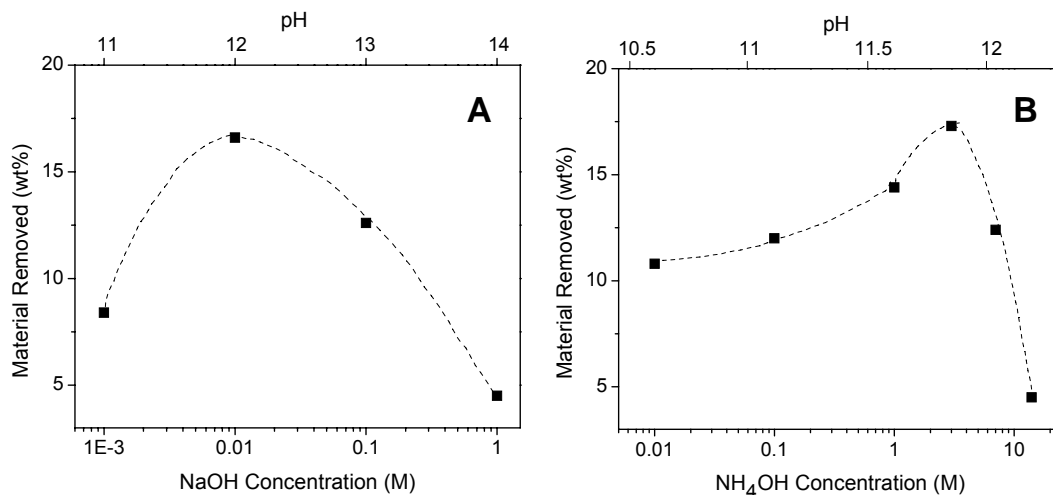 pH
11 12 13 14
20
15
10
5
Material Removed (wt%)
A
1E-3 0.01 0.1 1
NaOH Concentration (M)
pH
10.5 11 11.5 12
20
15
10
5
Material Removed (wt%)
B
0.01 0.1 1 10
NH₄OH Concentration (M)